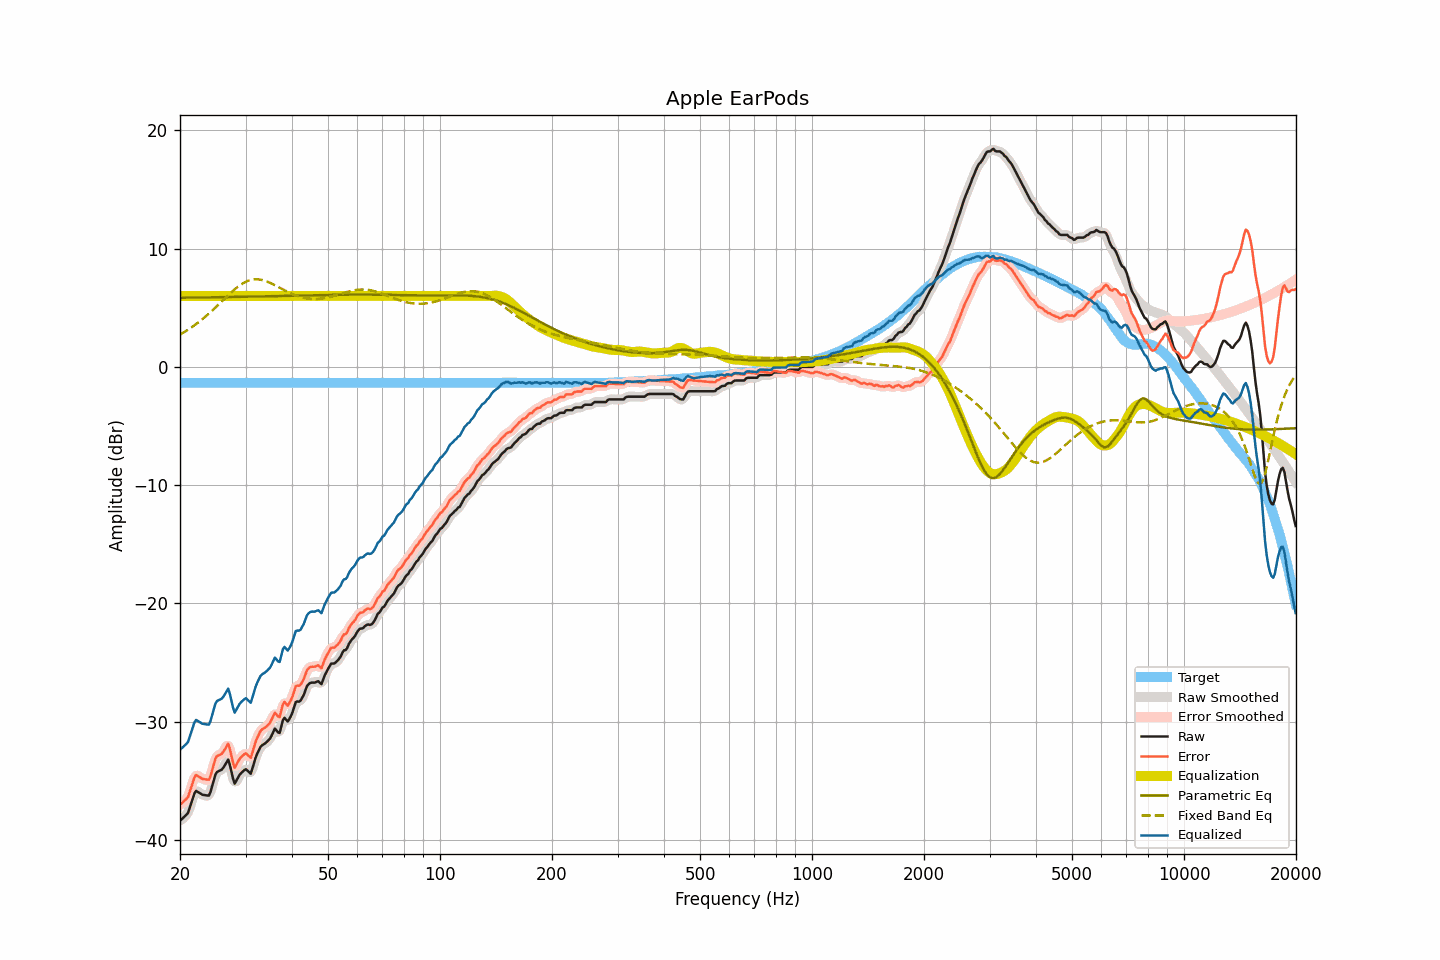 Apple EarPods
20
10
0
−10
−20
−30
−40
Amplitude (dBr)
20 50 100 200 500 1000 2000 5000 10000 20000
Frequency (Hz)
Target
Raw Smoothed
Error Smoothed
Raw
Error
Equalization
Parametric Eq
Fixed Band Eq
Equalized